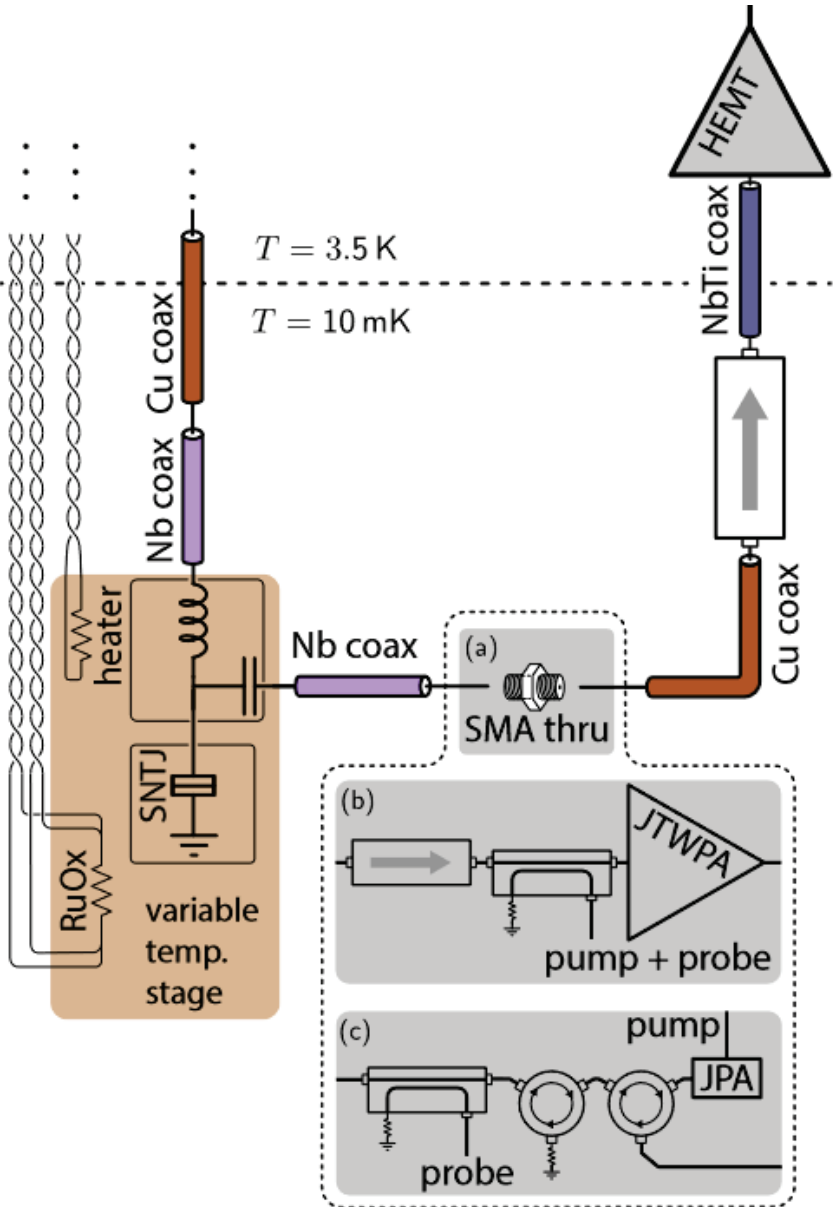 HEMT
T = 3.5 K
T = 10 mK
NbTi coax
Cu coax
Nb coax
heater
Nb coax
(a)
SMA thru
Cu coax
SNTJ
RuOx
variable
temp.
stage
(b)
JTWPA
pump + probe
(c)
pump
JPA
probe